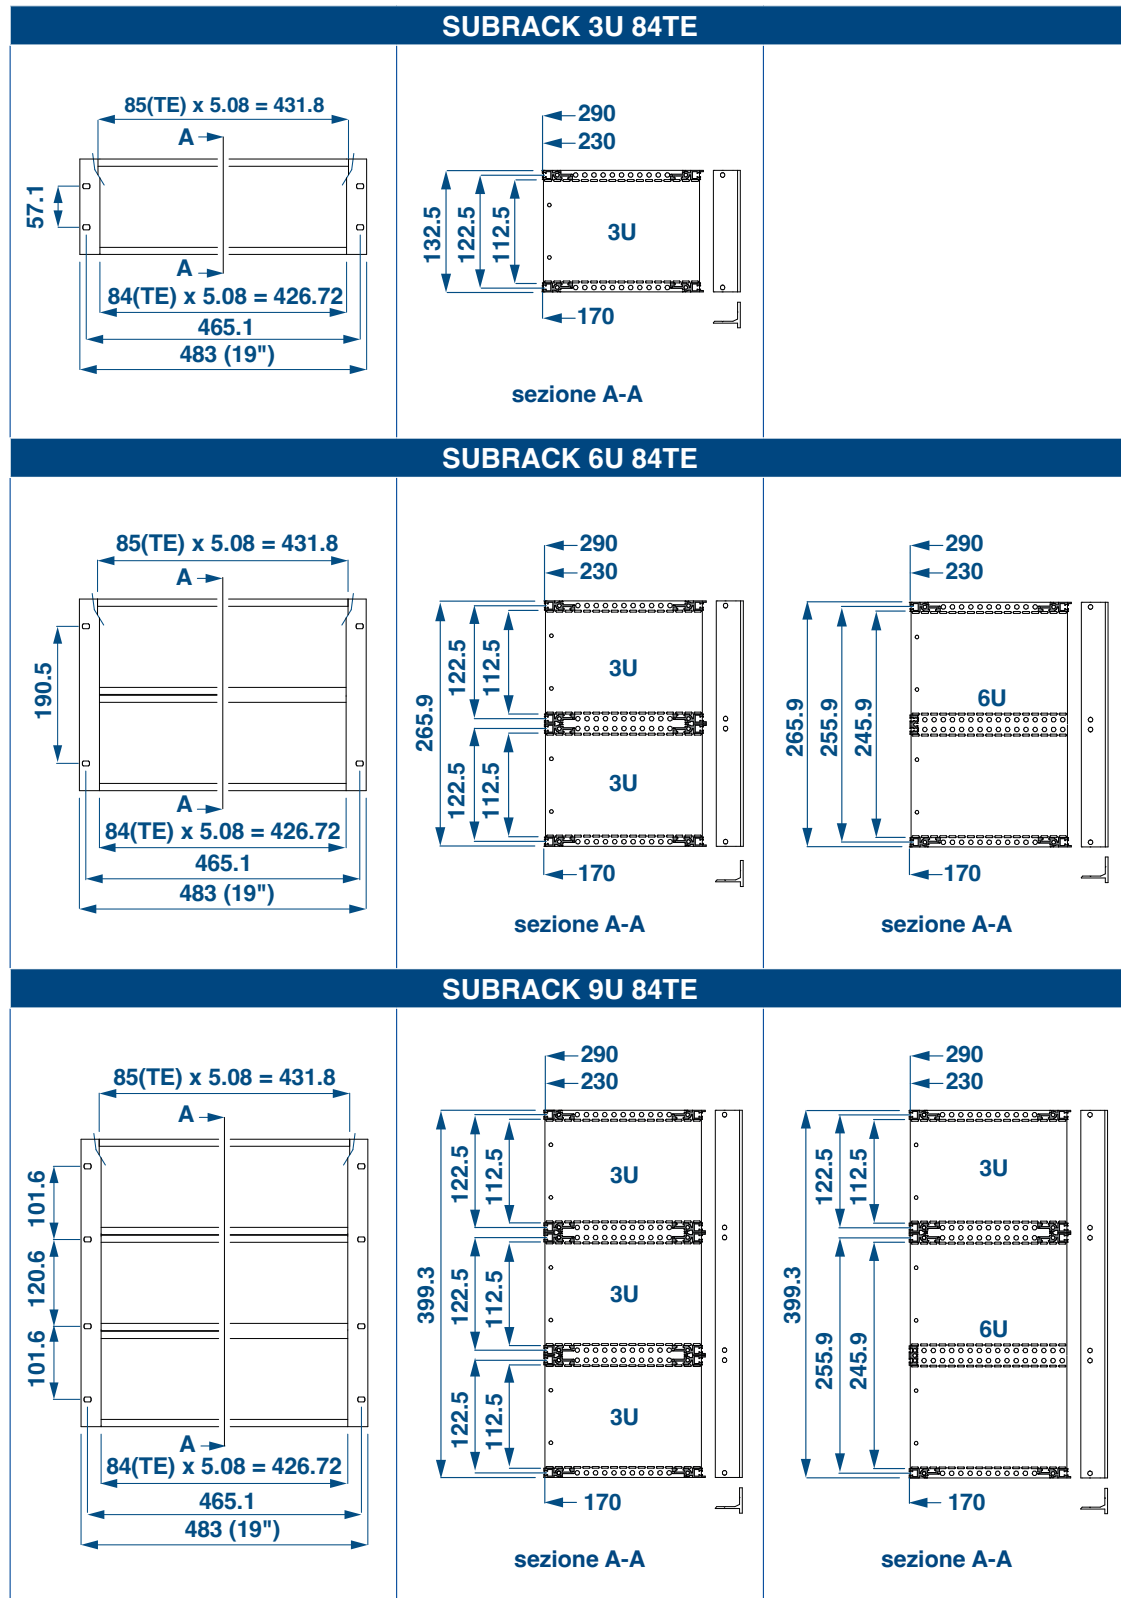 SUBRACK 3U 84TE
85(TE) x 5.08 = 431.8
A
57.1
A
84(TE) x 5.08 = 426.72
465.1
483 (19")
290
230
132.5
122.5
112.5
3U
170
sezione A-A
SUBRACK 6U 84TE
85(TE) x 5.08 = 431.8
A
190.5
A
84(TE) x 5.08 = 426.72
465.1
483 (19")
290
230
265.9
122.5
112.5
3U
122.5
112.5
3U
170
sezione A-A
290
230
265.9
255.9
245.9
6U
170
sezione A-A
SUBRACK 9U 84TE
85(TE) x 5.08 = 431.8
A
101.6
120.6
101.6
A
84(TE) x 5.08 = 426.72
465.1
483 (19")
290
230
399.3
122.5
112.5
3U
122.5
112.5
3U
122.5
112.5
3U
170
sezione A-A
290
230
399.3
122.5
112.5
3U
255.9
245.9
6U
170
sezione A-A